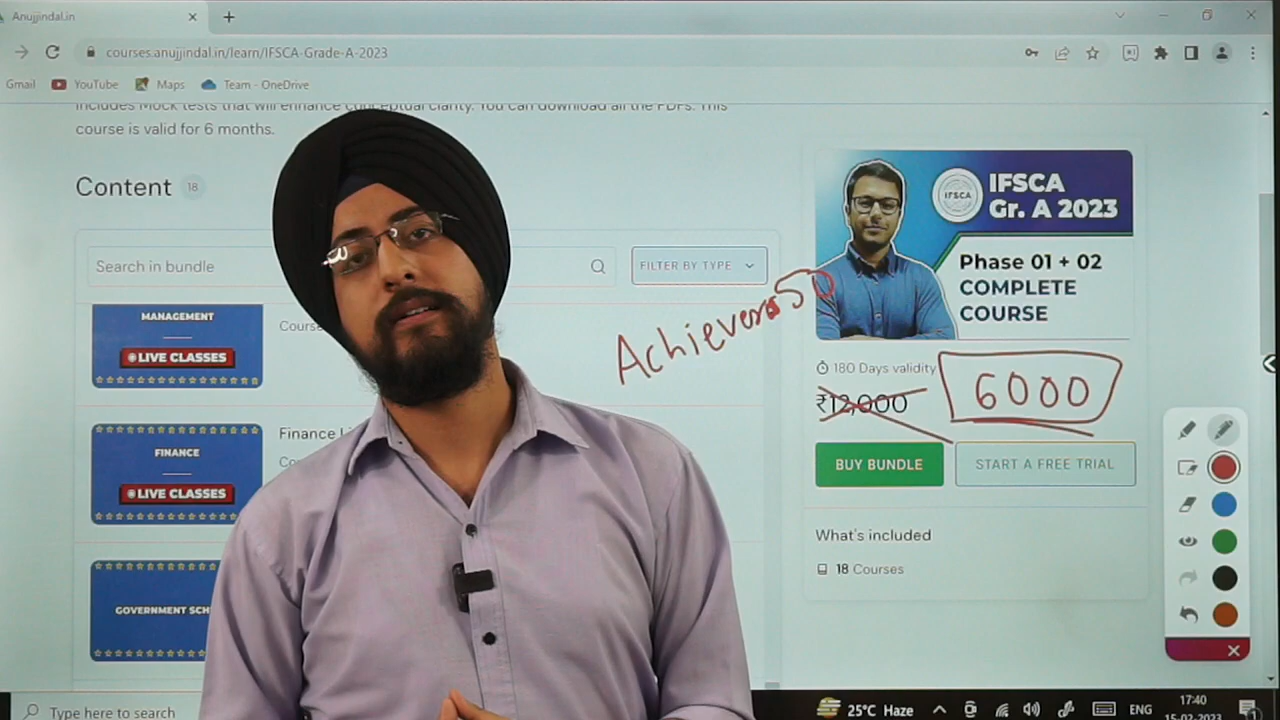 Anujjindal.in
courses.anujjindal.in/learn/IFSCA-Grade-A-2023
Gmail YouTube Maps Team - OneDrive
includes Mock tests that will enhance conceptual clarity. You can download all the PDFs. This
course is valid for 6 months.
Content 18
Search in bundle
FILTER BY TYPE
MANAGEMENT
LIVE CLASSES
Finance
FINANCE
LIVE CLASSES
GOVERNMENT
Achievers50
IFSCA
IFSCA
Gr. A 2023
Phase 01 + 02
COMPLETE
COURSE
180 Days validity
₹12,000
6000
BUY BUNDLE
START A FREE TRIAL
What's included
18 Courses
Type here to search
25°C Haze
ENG
17:40
15-02-2023